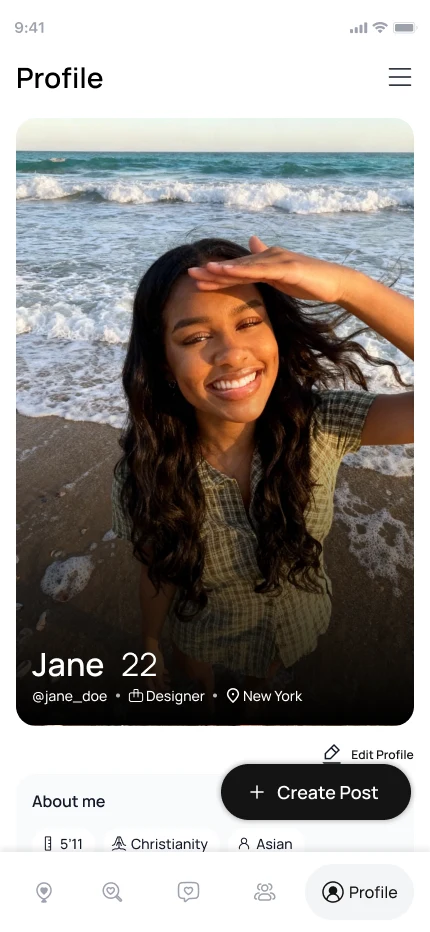 9:41
Profile
Jane 22
@jane_doe • Designer • New York
Edit Profile
About me
+ Create Post
5'11 Christianity Asian
Profile